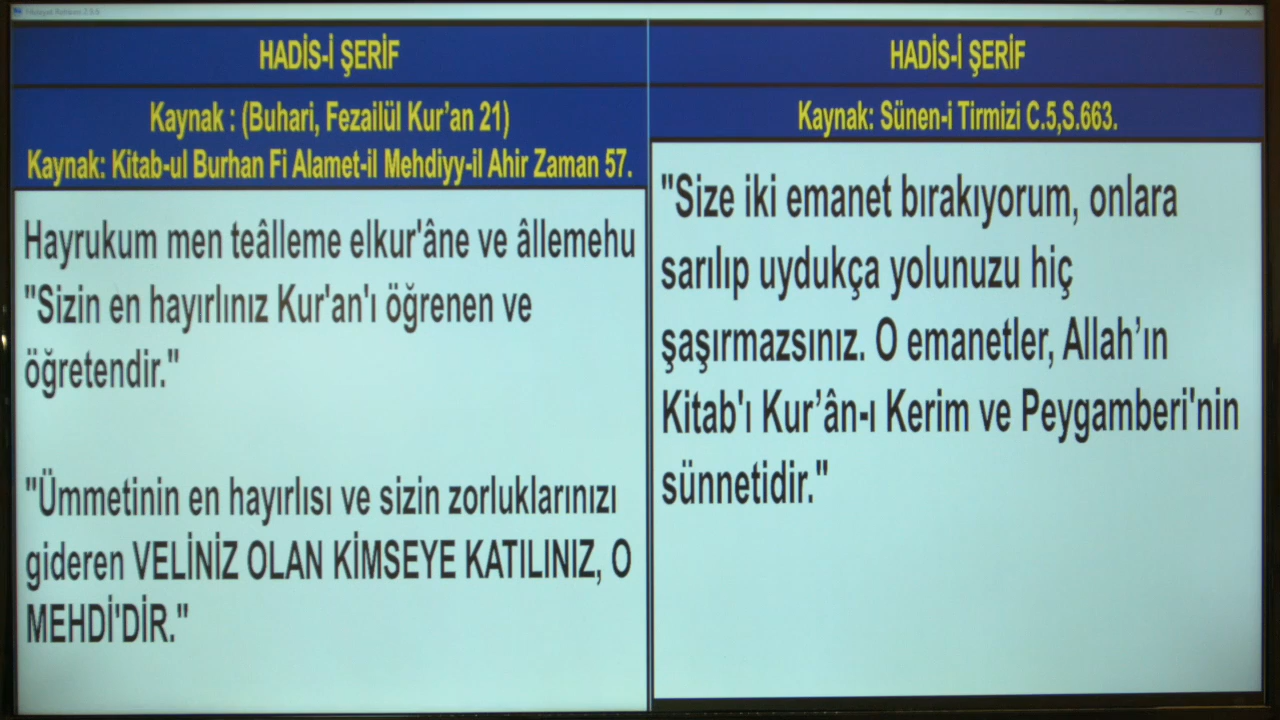 HADİS-İ ŞERİF
Kaynak : (Buhari, Fezailül Kur’an 21)
Kaynak: Kitab-ul Burhan Fi Alamet-il Mehdiyy-il Ahir Zaman 57.
Hayrukum men teâlleme elkur'âne ve âllemehu
"Sizin en hayırlınız Kur'an'ı öğrenen ve
öğretendir."
"Ümmetinin en hayırlısı ve sizin zorluklarınızı
gideren VELİNİZ OLAN KİMSEYE KATILINIZ, O
MEHDİ'DİR."
HADİS-İ ŞERİF
Kaynak: Sünen-i Tirmizi C.5,S.663.
"Size iki emanet bırakıyorum, onlara
sarılıp uydukça yolunuzu hiç
şaşırmazsınız. O emanetler, Allah’ın
Kitab'ı Kur’ân-ı Kerim ve Peygamberi'nin
sünnetidir."